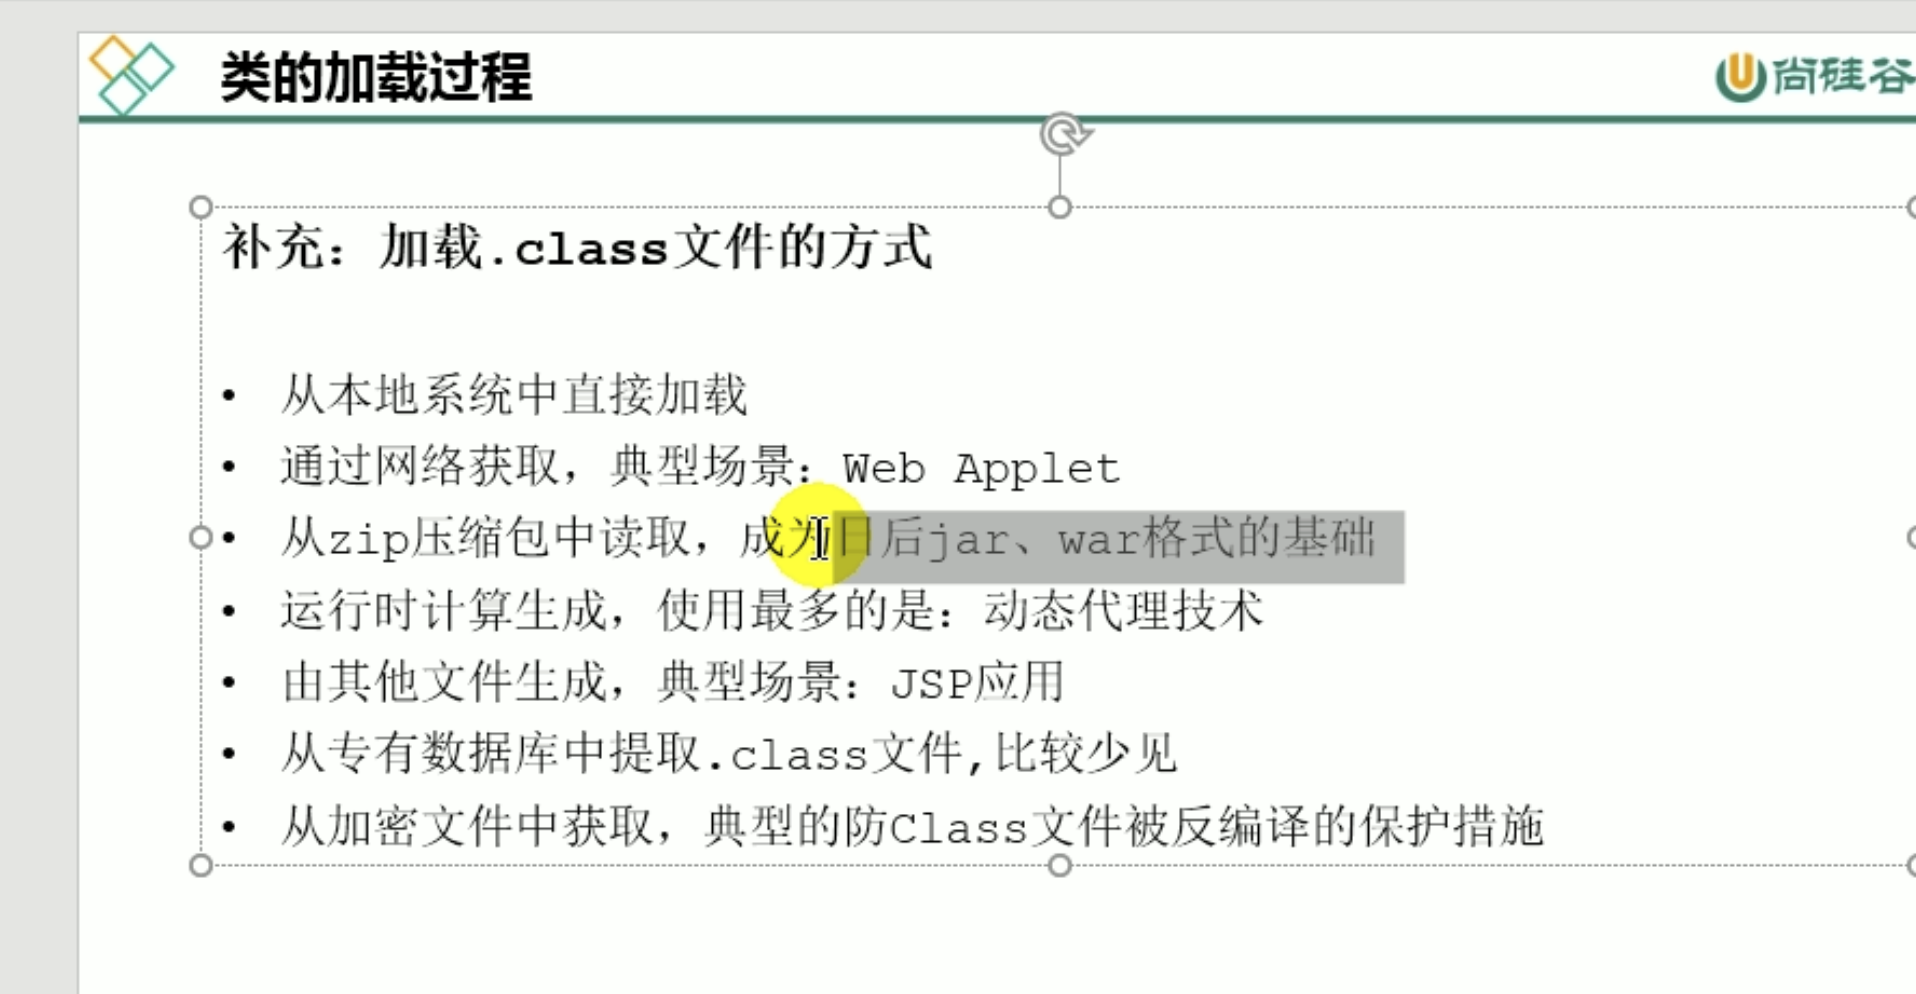 类的加载过程
尚硅谷
补充：加载.class文件的方式
• 从本地系统中直接加载
• 通过网络获取，典型场景：Web Applet
• 从zip压缩包中读取，成为日后jar、war格式的基础
• 运行时计算生成，使用最多的是：动态代理技术
• 由其他文件生成，典型场景：JSP应用
• 从专有数据库中提取.class文件,比较少见
• 从加密文件中获取，典型的防Class文件被反编译的保护措施